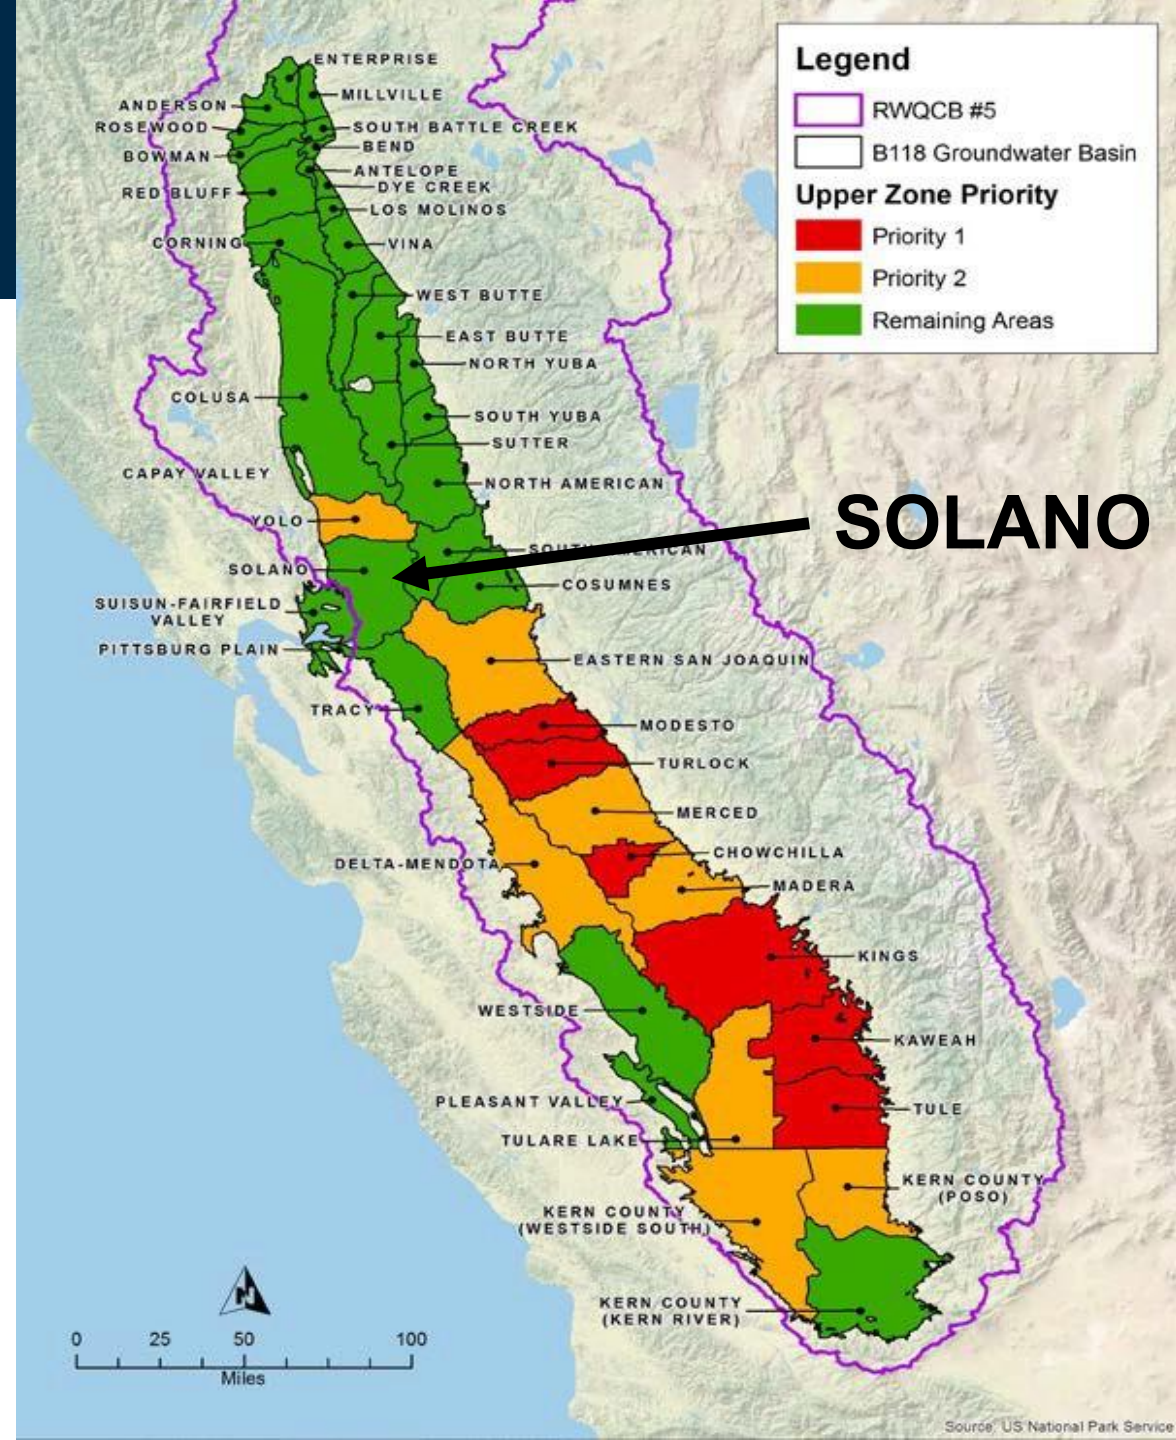 Legend
RWQCB #5
B118 Groundwater Basin
Upper Zone Priority
Priority 1
Priority 2
Remaining Areas
ENTERPRISE
MILLVILLE
ANDERSON
ROSEWOOD
SOUTH BATTLE CREEK
BEND
BOWMAN
ANTELOPE
DYE CREEK
RED BLUFF
LOS MOLINOS
CORNING
VINA
WEST BUTTE
EAST BUTTE
NORTH YUBA
COLUSA
SOUTH YUBA
SUTTER
CAPAY VALLEY
NORTH AMERICAN
YOLO
SOLANO
SOUTH AMERICAN
SOLANO
COSUMNES
SUISUN-FAIRFIELD
VALLEY
PITTSBURG PLAIN
EASTERN SAN JOAQUIN
TRACY
MODESTO
TURLOCK
MERCED
CHOWCHILLA
DELTA-MENDOTA
MADERA
KINGS
WESTSIDE
KAWEAH
PLEASANT VALLEY
TULE
TULARE LAKE
KERN COUNTY
(POSO)
KERN COUNTY
(WESTSIDE SOUTH)
KERN COUNTY
(KERN RIVER)
N
0 25 50 100
Miles
Source: US National Park Service